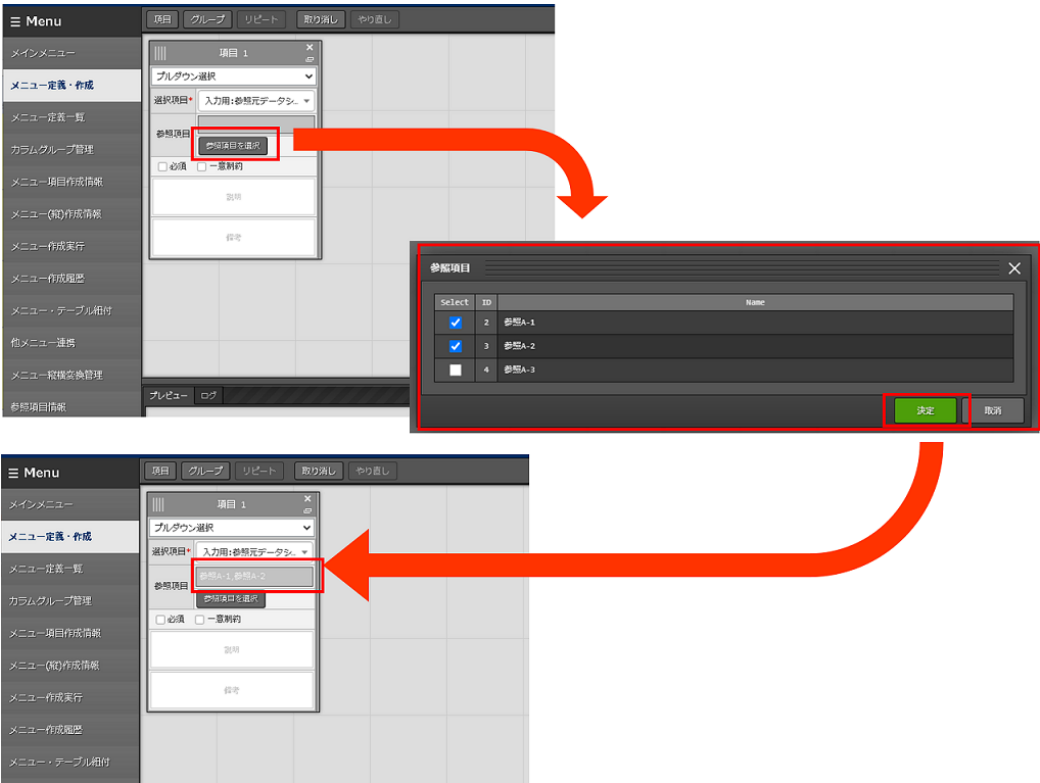 ☰ Menu
項目 グループ リピート 取り消し やり直し
メインメニュー
メニュー定義・作成
メニュー定義一覧
カラムグループ管理
メニュー項目作成情報
メニュー(縦)作成情報
メニュー作成実行
メニュー作成履歴
メニュー・テーブル紐付
他メニュー連携
メニュー縦横変換管理
参照項目情報
項目 1
プルダウン選択
選択項目* 入力用:参照元データシ..
参照項目
参照項目を選択
必須 一意制約
説明
備考
プレビュー ログ
参照項目
Select ID Name
2 参照A-1
3 参照A-2
4 参照A-3
決定 取消
☰ Menu
項目 グループ リピート 取り消し やり直し
メインメニュー
メニュー定義・作成
メニュー定義一覧
カラムグループ管理
メニュー項目作成情報
メニュー(縦)作成情報
メニュー作成実行
メニュー作成履歴
メニュー・テーブル紐付
項目 1
プルダウン選択
選択項目* 入力用:参照元データシ..
参照項目 参照A-1,参照A-2
参照項目を選択
必須 一意制約
説明
備考